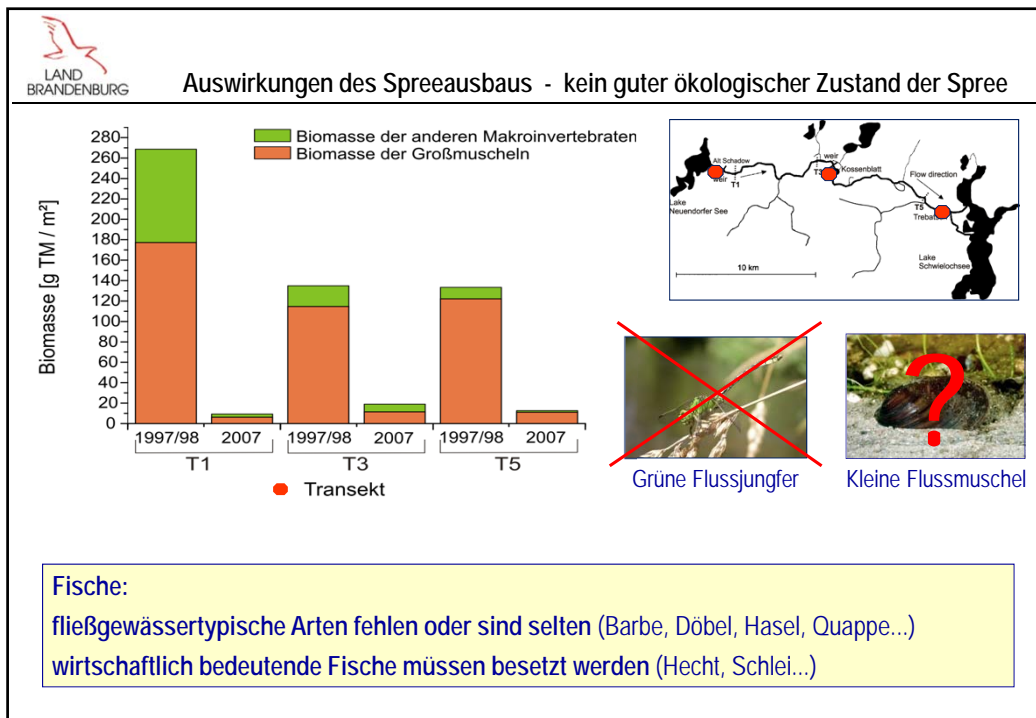 LAND
BRANDENBURG
Auswirkungen des Spreeausbaus - kein guter ökologischer Zustand der Spree
Biomasse [g TM / m²]
280
260
240
220
200
180
160
140
120
100
80
60
40
20
0
Biomasse der anderen Makroinvertebraten
Biomasse der Großmuscheln
1997/98 2007 1997/98 2007 1997/98 2007
T1 T3 T5
Transekt
Alt Schadow
weir
T1
Lake
Neuendorfer See
weir
T3
Kossenblatt
Flow direction
T5
Trebatsch
Lake
Schwielochsee
10 km
?
Grüne Flussjungfer
Kleine Flussmuschel
Fische:
fließgewässertypische Arten fehlen oder sind selten (Barbe, Döbel, Hasel, Quappe...)
wirtschaftlich bedeutende Fische müssen besetzt werden (Hecht, Schlei...)